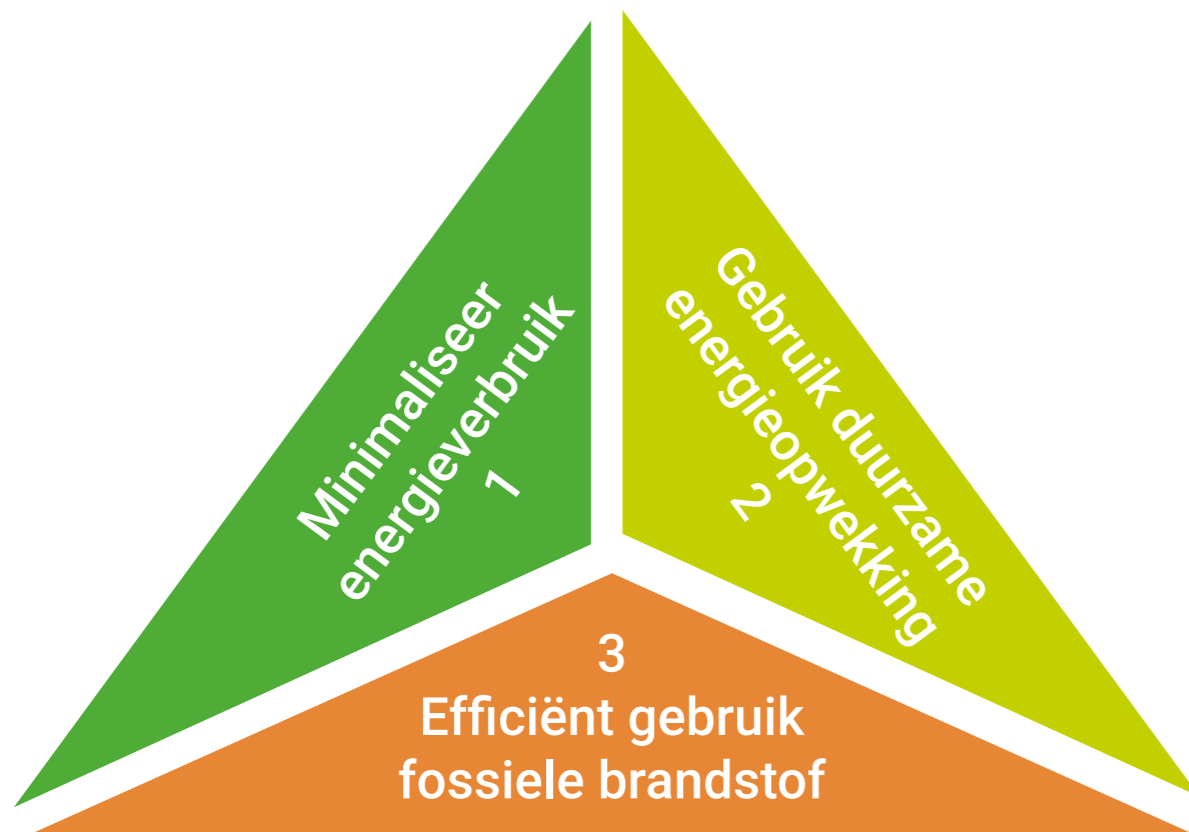 Minimaliseer
energieverbruik
1
Gebruik duurzame
energieopwekking
2
3
Efficiënt gebruik
fossiele brandstof